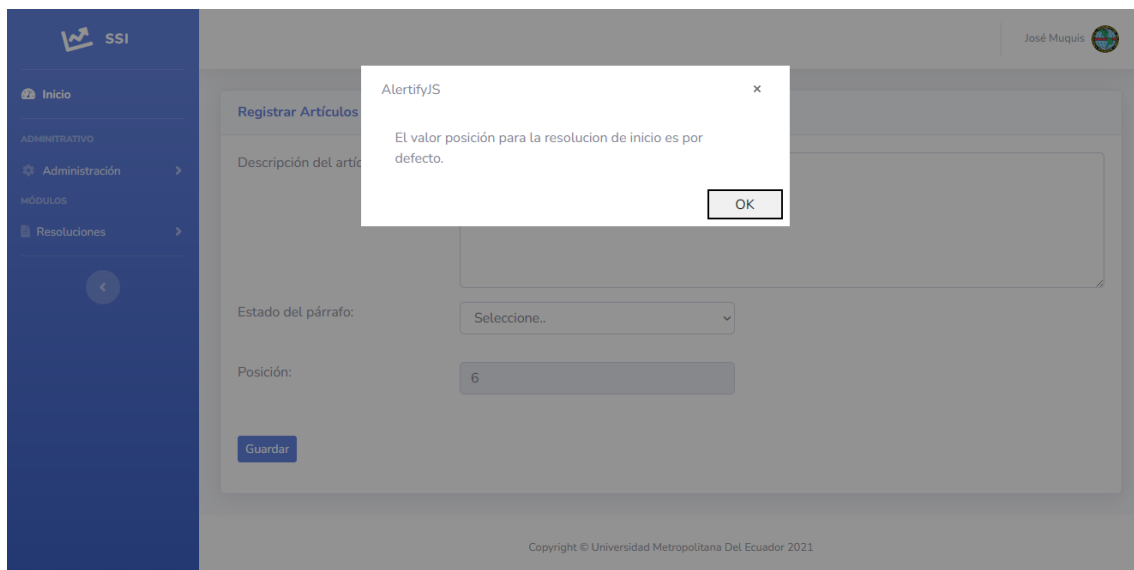 SSI
José Muquis
Inicio
ADMINITRATIVO
Administración
MÓDULOS
Resoluciones
AlertifyJS
×
El valor posición para la resolucion de inicio es por
defecto.
OK
Registrar Artículos
Descripción del artíc
Estado del párrafo:
Seleccione..
Posición:
6
Guardar
Copyright © Universidad Metropolitana Del Ecuador 2021